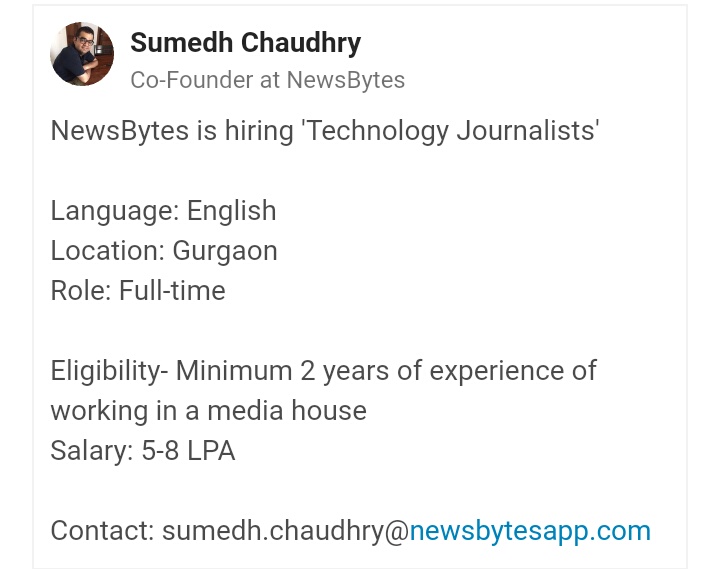 Sumedh Chaudhry
Co-Founder at NewsBytes
NewsBytes is hiring 'Technology Journalists'
Language: English
Location: Gurgaon
Role: Full-time
Eligibility- Minimum 2 years of experience of
working in a media house
Salary: 5-8 LPA
Contact: sumedh.chaudhry@newsbytesapp.com